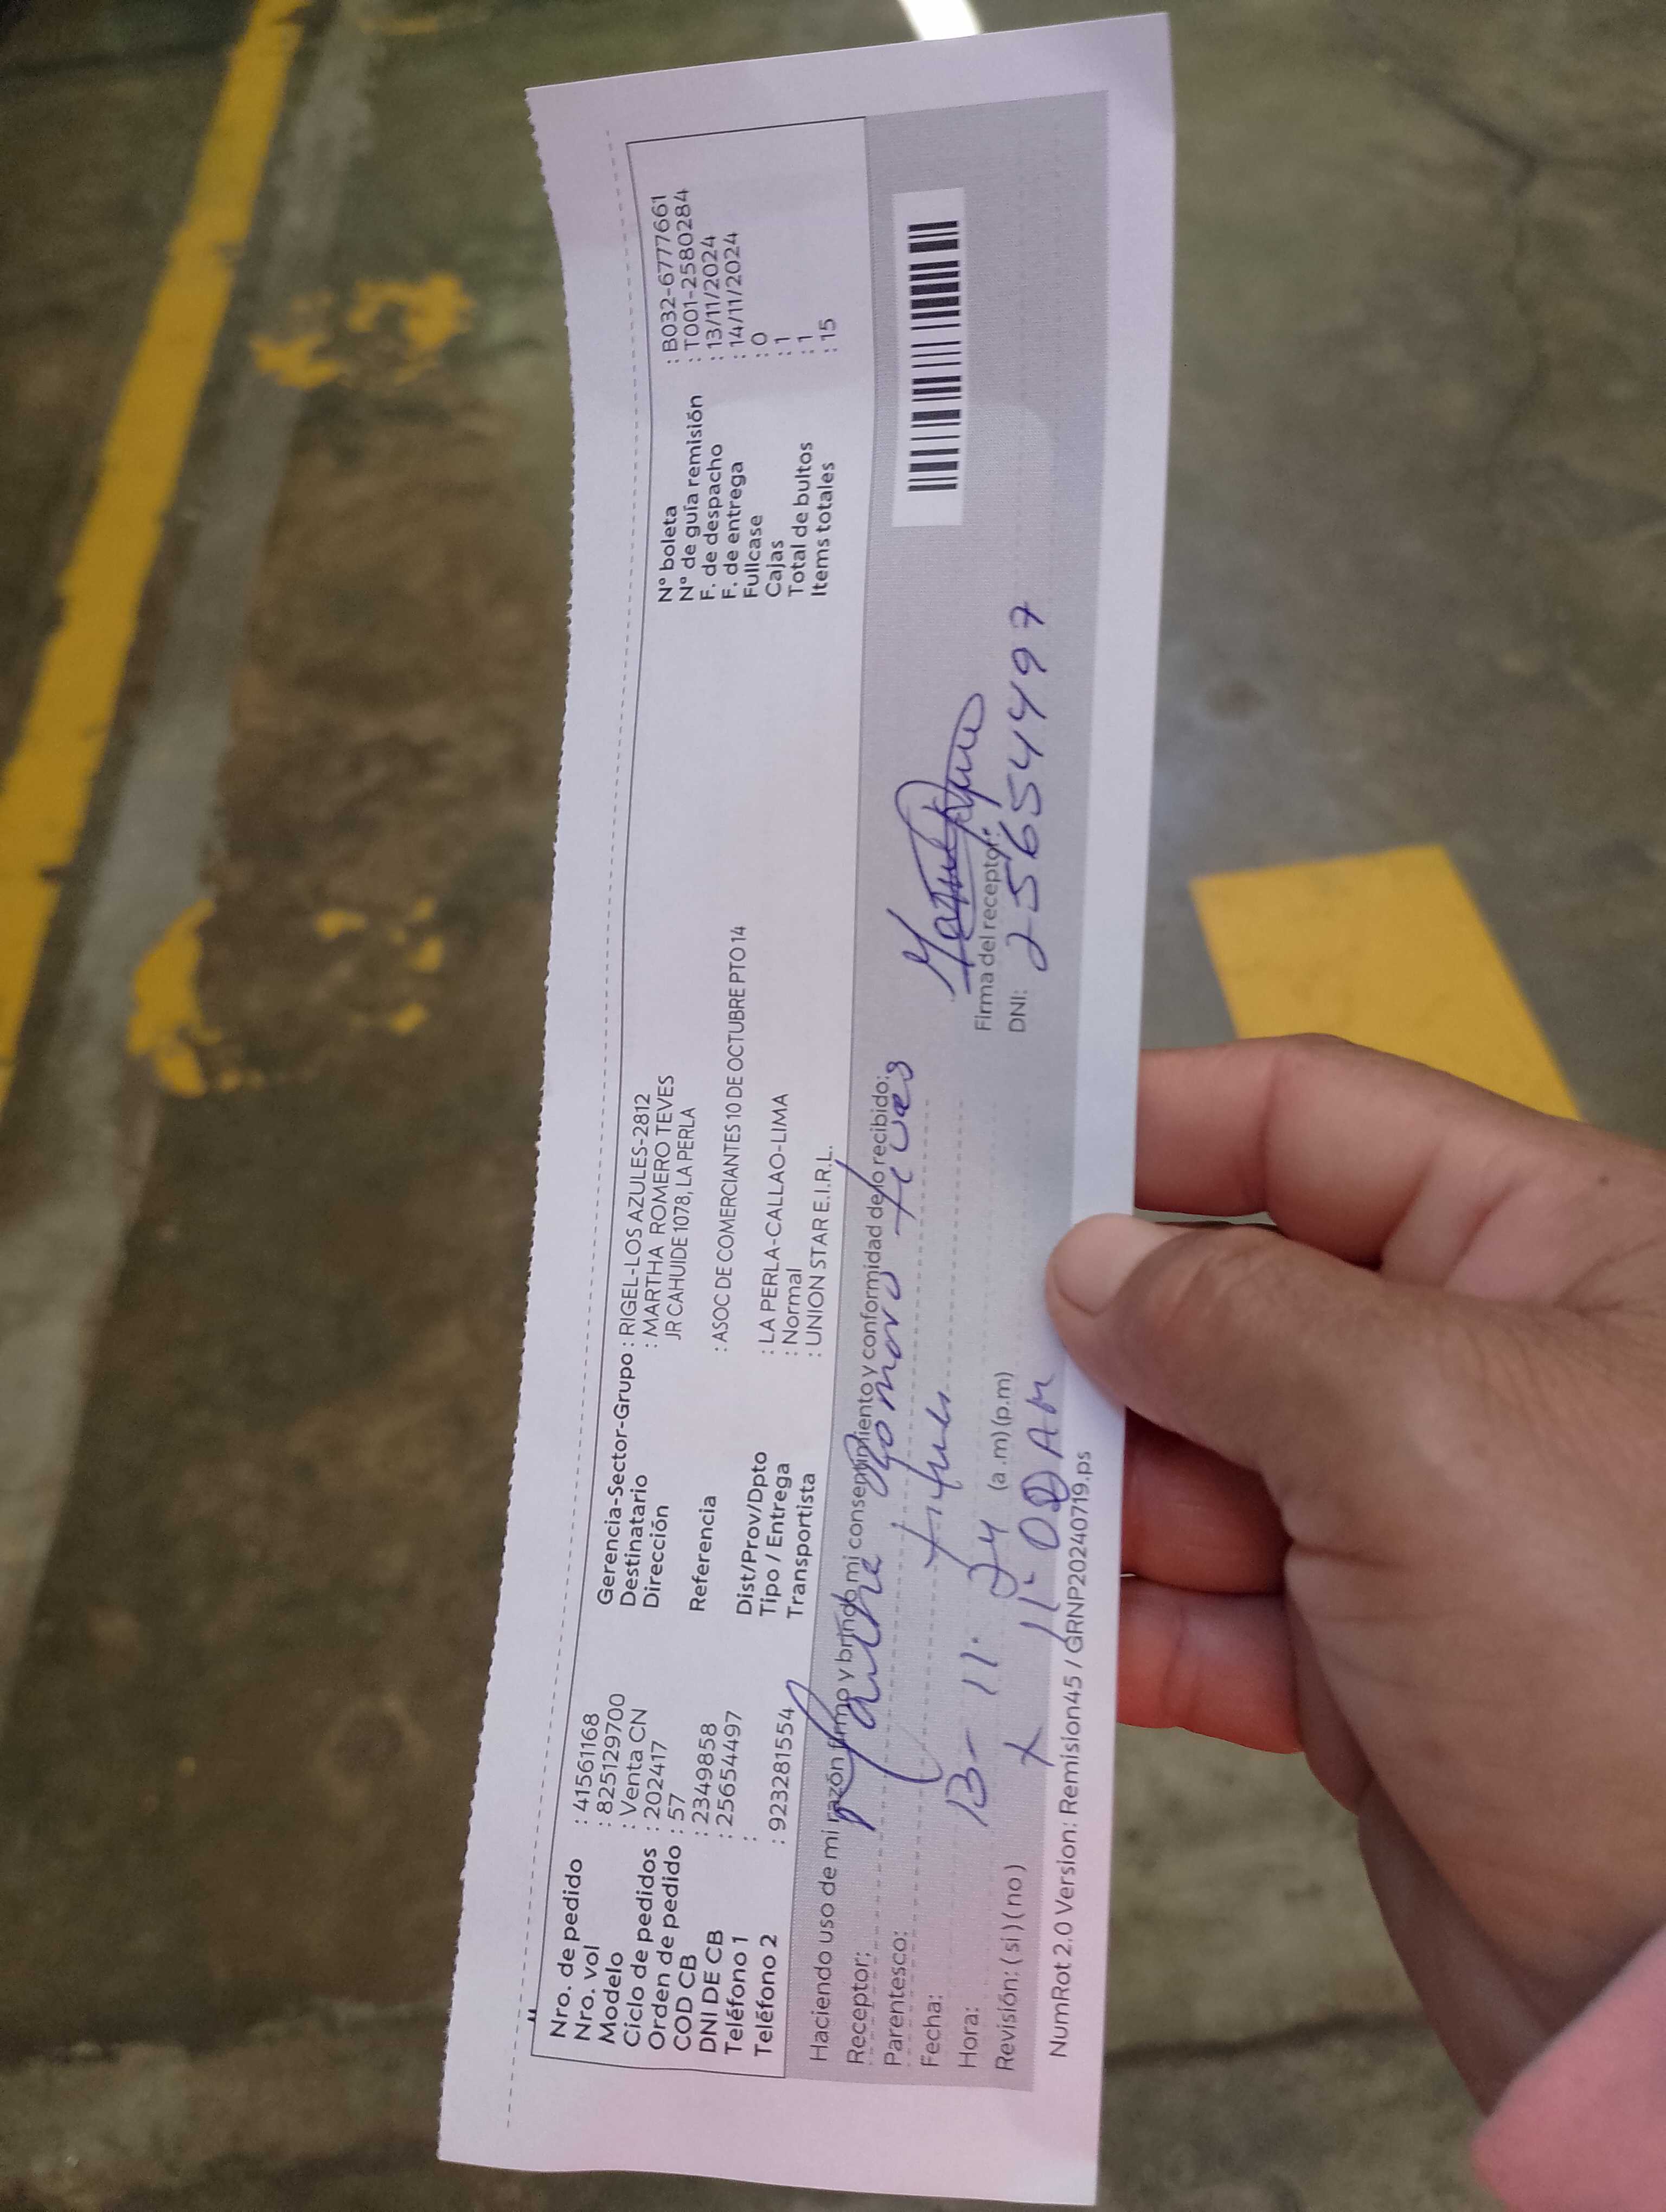 Nro. de pedido : 41561168
Nro. vol : 825129700
Modelo : Venta CN
Ciclo de pedidos : 202417
Orden de pedido : 57
COD CB : 2349858
DNI DE CB : 25654497
Teléfono 1 :
Teléfono 2 : 923281554
Gerencia-Sector-Grupo : RIGEL-LOS AZULES-2812
Destinatario : MARTHA ROMERO TEVES
Dirección JR CAHUIDE 1078, LA PERLA
Referencia : ASOC DE COMERCIANTES 10 DE OCTUBRE PTO 14
Dist/Prov/Dpto : LA PERLA-CALLAO-LIMA
Tipo / Entrega : Normal
Transportista : UNION STAR E.I.R.L.
N° boleta : B032-6777661
N° de guía remisión : T001-2580284
F. de despacho : 13/11/2024
F. de entrega : 14/11/2024
Fullcase : 0
Cajas : 1
Total de bultos : 1
Items totales : 15
Haciendo uso de mi razón firmo y brindo mi consentimiento y conformidad de lo recibido:
Receptor: Martha Romero Teves
Parentesco: titular
Fecha: 13- 11. 24
Hora: (a .m) (p.m)
Revisión: ( si ) ( no ) X 11:00 AM
Firma del receptor:
DNI: 25654497
NumRot 2.0 Version: Remision45 / GRNP20240719.ps